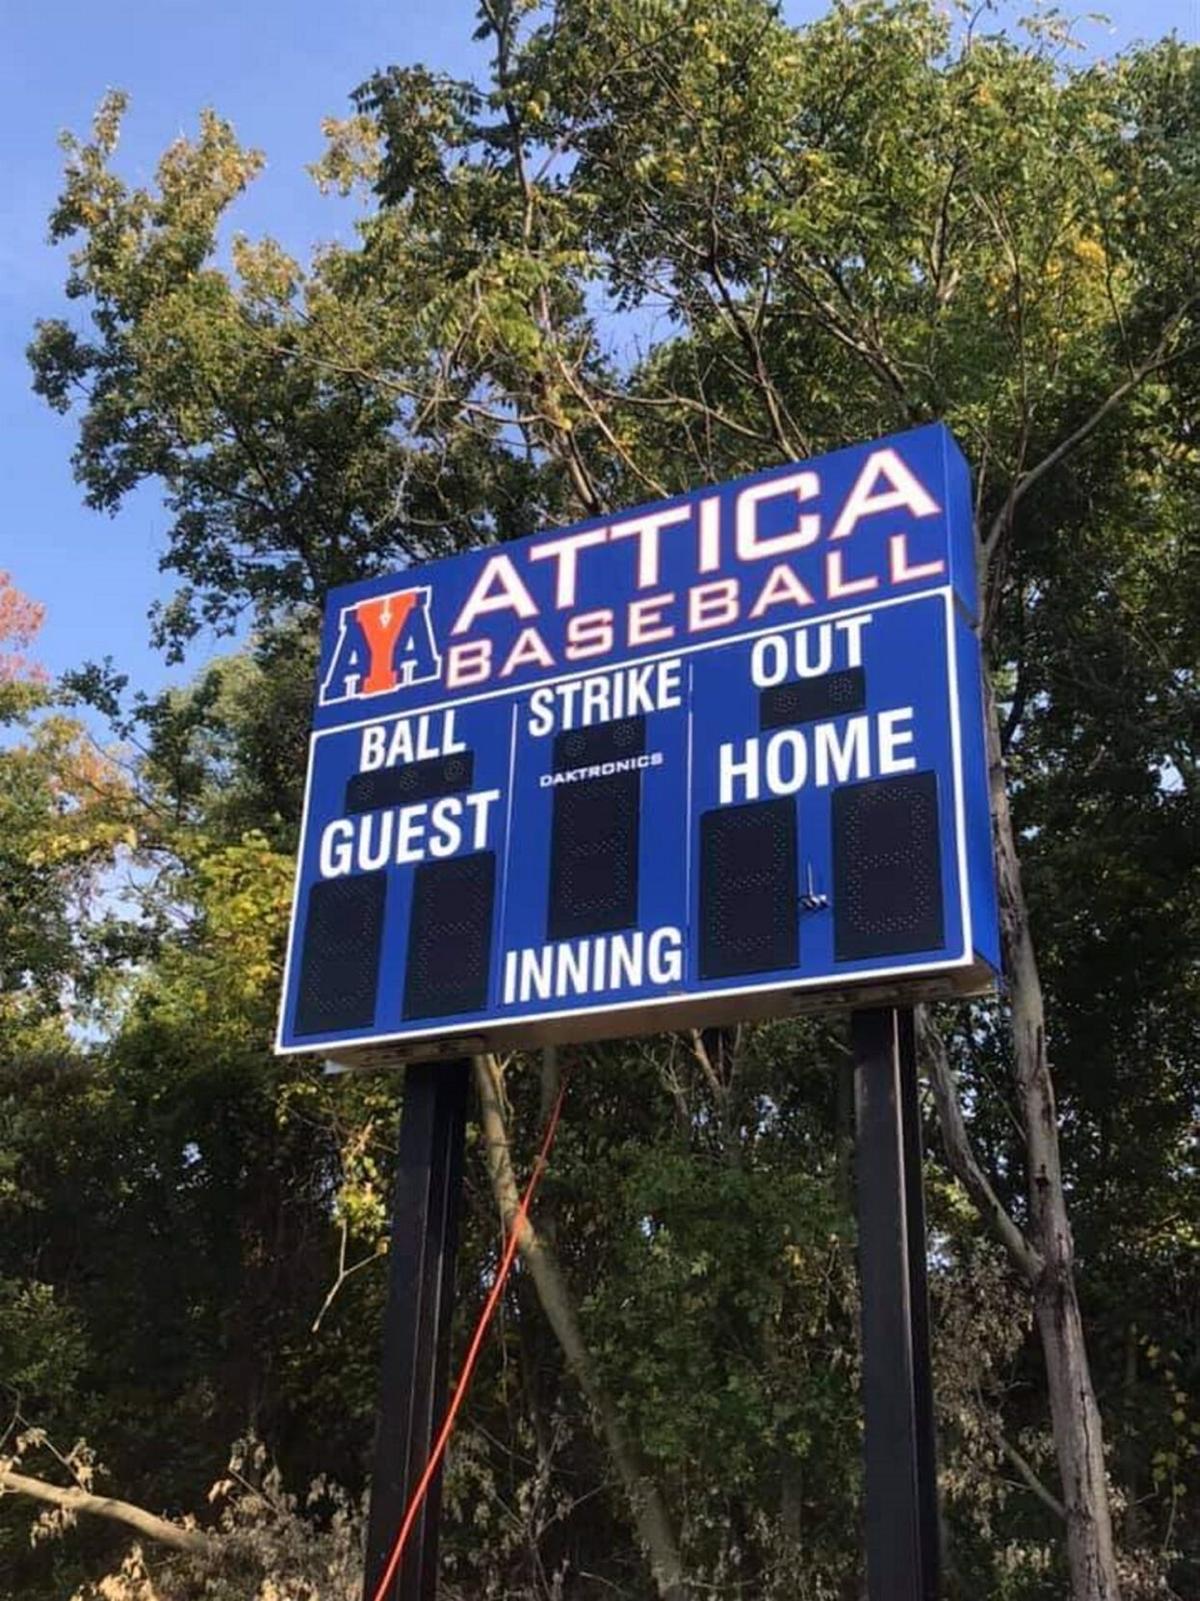 AYA
ATTICA
BASEBALL
BALL
STRIKE
OUT
DAKTRONICS
GUEST
HOME
INNING